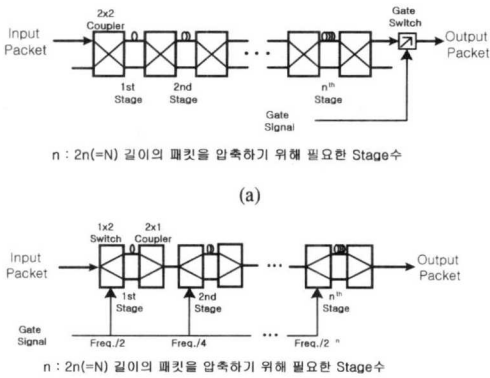 2x2
Coupler
Gate
Switch
Input
Packet
Output
Packet
1st
Stage
2nd
Stage
nth
Stage
Gate
Signal
n : 2n(=N) 길이의 패킷을 압축하기 위해 필요한 Stage수
(a)
1x2
Switch
2x1
Coupler
Input
Packet
Output
Packet
1st
Stage
2nd
Stage
nth
Stage
Gate
Signal
Freq./2
Freq./4
Freq./2 n
n : 2n(=N) 길이의 패킷을 압축하기 위해 필요한 Stage수